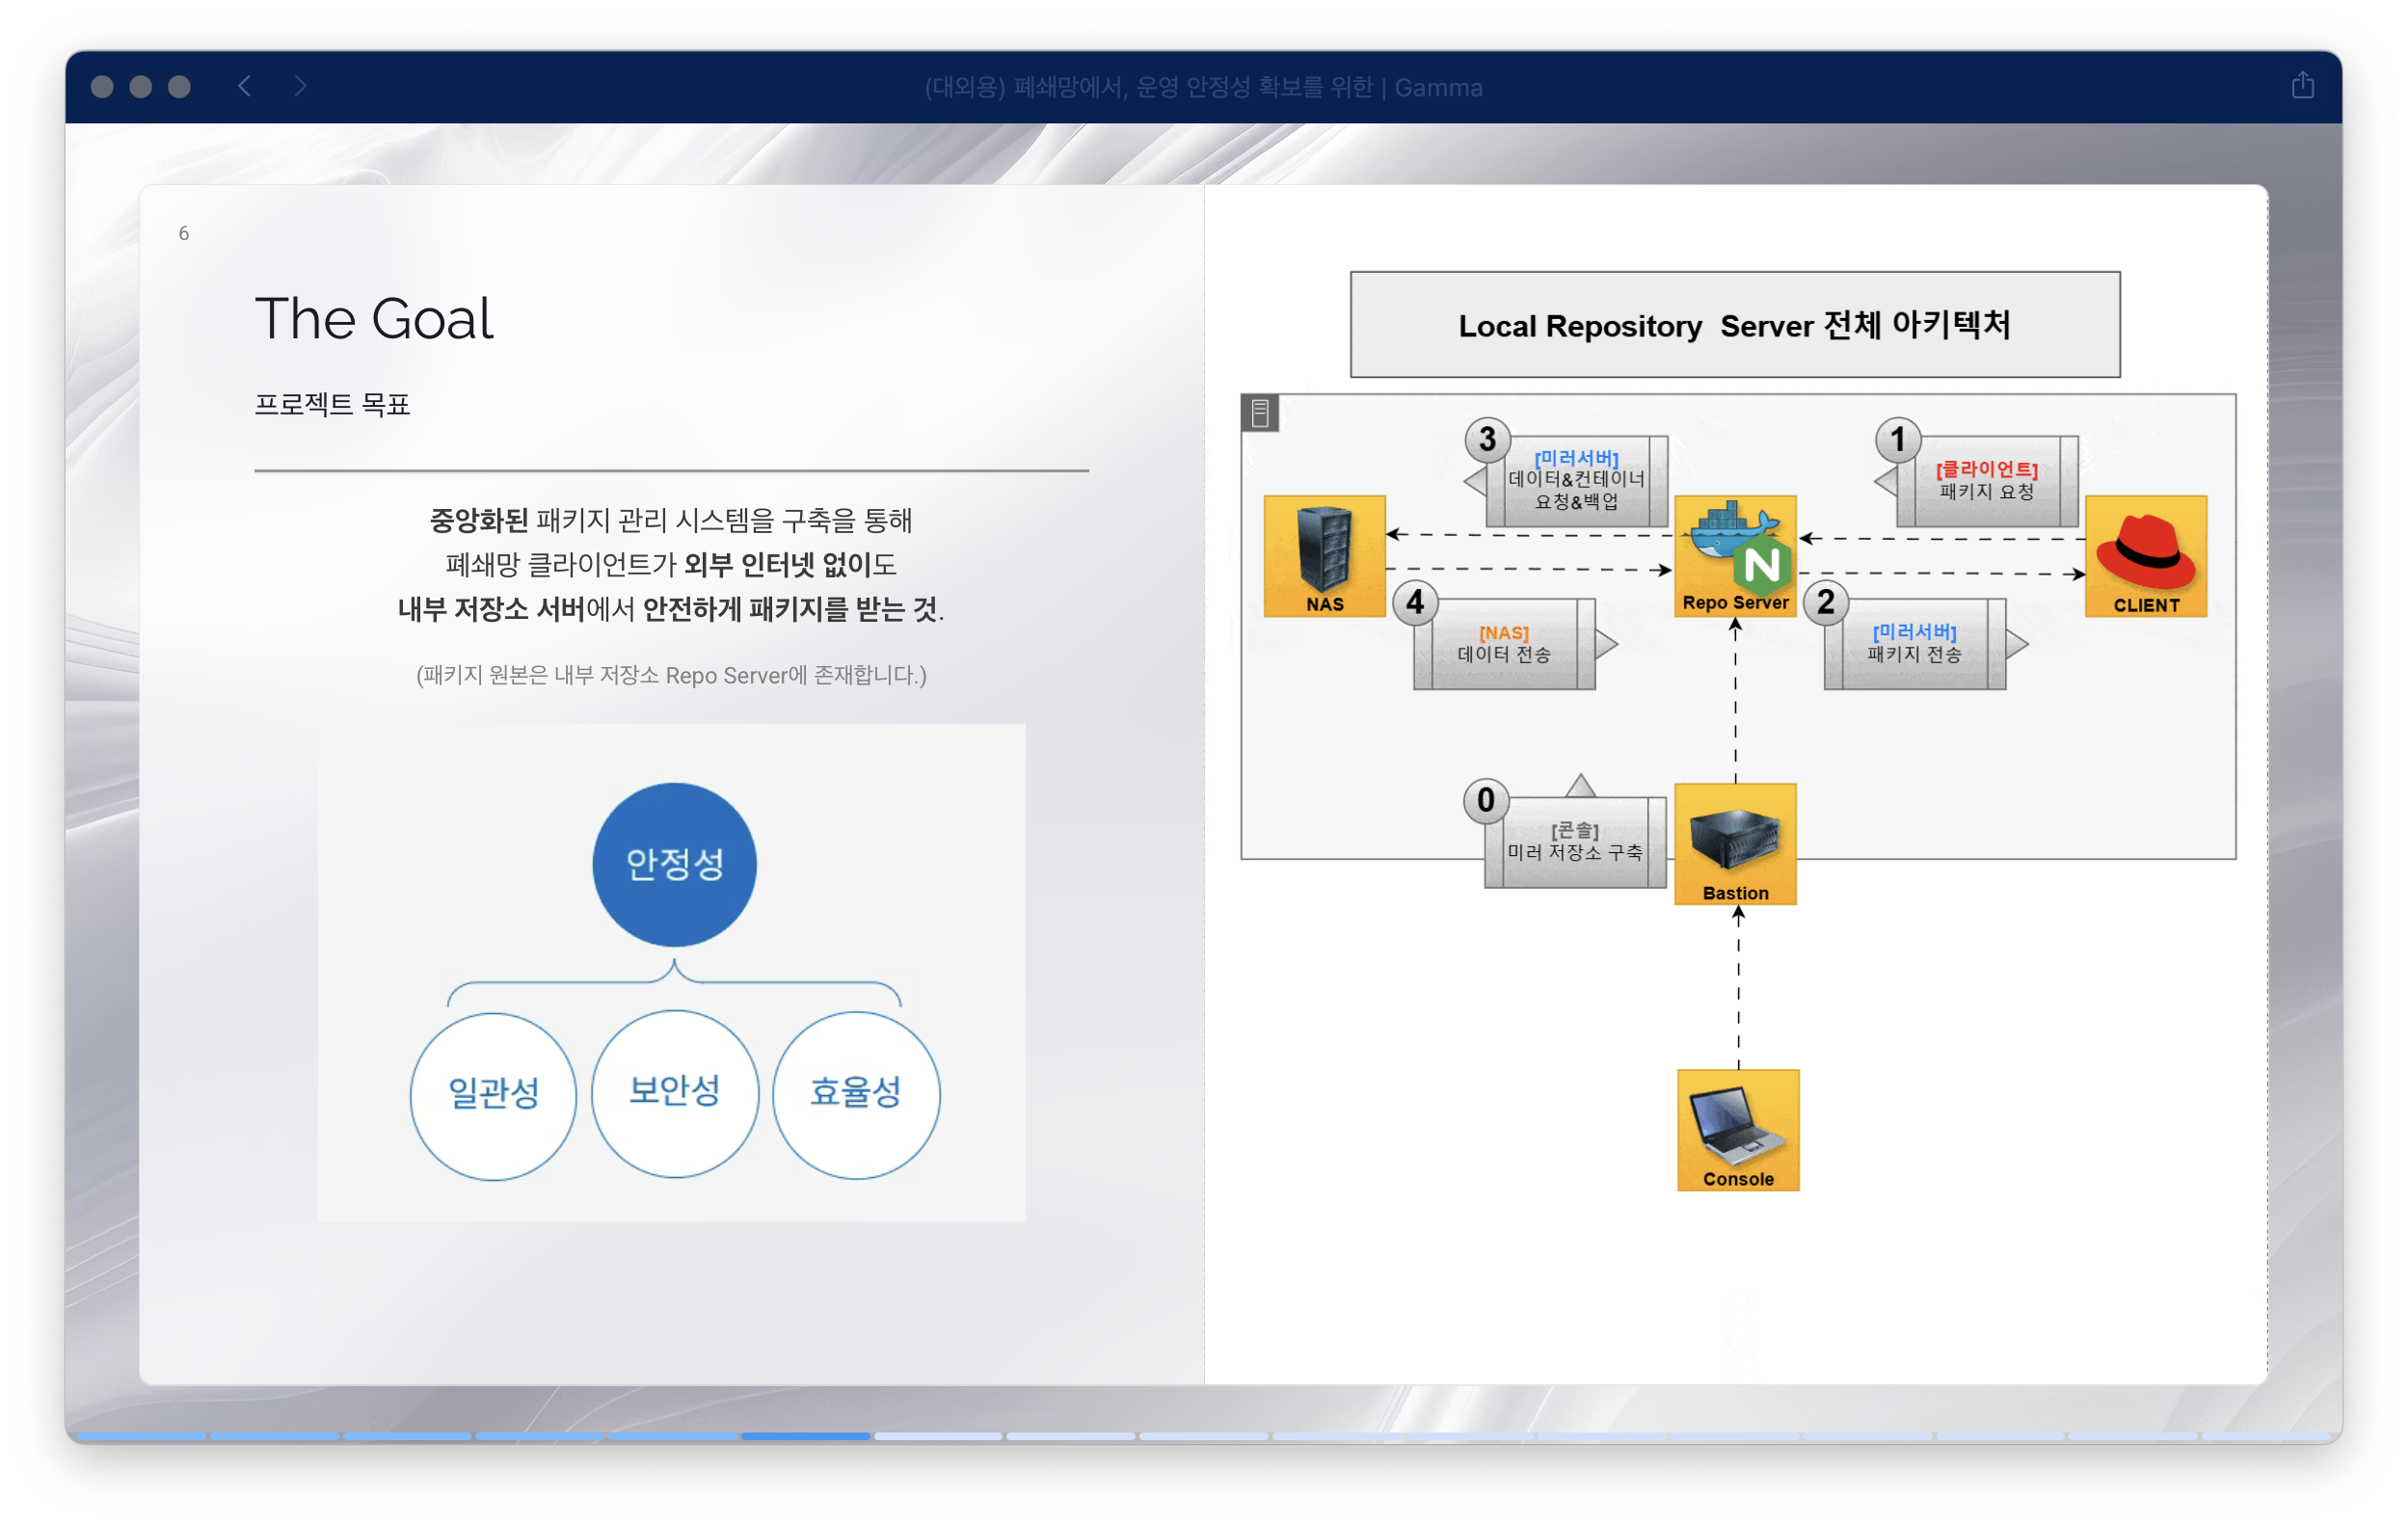 (대외용) 폐쇄망에서, 운영 안정성 확보를 위한 | Gamma
6
The Goal
프로젝트 목표
중앙화된 패키지 관리 시스템을 구축을 통해
폐쇄망 클라이언트가 외부 인터넷 없이도
내부 저장소 서버에서 안전하게 패키지를 받는 것.
(패키지 원본은 내부 저장소 Repo Server에 존재합니다.)
안정성
일관성
보안성
효율성
Local Repository Server 전체 아키텍처
3
[미러서버]
데이터&컨테이너
요청&백업
1
[클라이언트]
패키지 요청
NAS
N
Repo Server
CLIENT
4
[NAS]
데이터 전송
2
[미러서버]
패키지 전송
0
[콘솔]
미러 저장소 구축
Bastion
Console